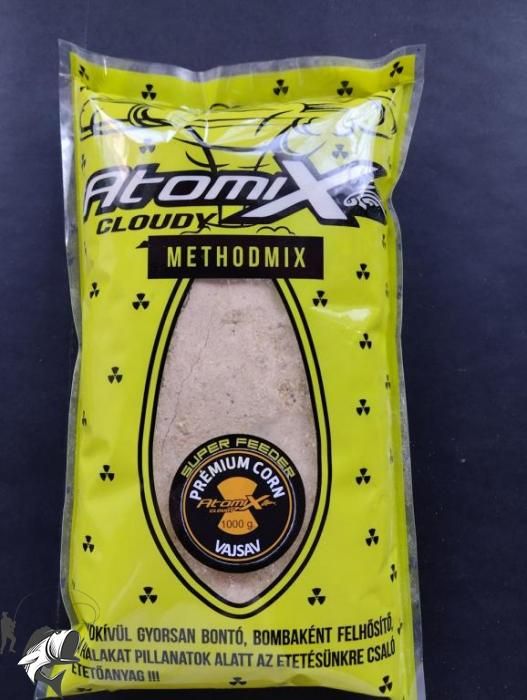 AtomiX
CLOUDY
METHODMIX
SUPER FEEDER
PRÉMIUM CORN
AtomiX
CLOUDY
1000 g
VAJSAV
GYORSAN BONTÓ, BOMBAKÉNT FELHŐSÍTŐ,
HALAKAT PILLANATOK ALATT AZ ETETÉSÜNKRE CSALÓ
ETETŐANYAG !!!